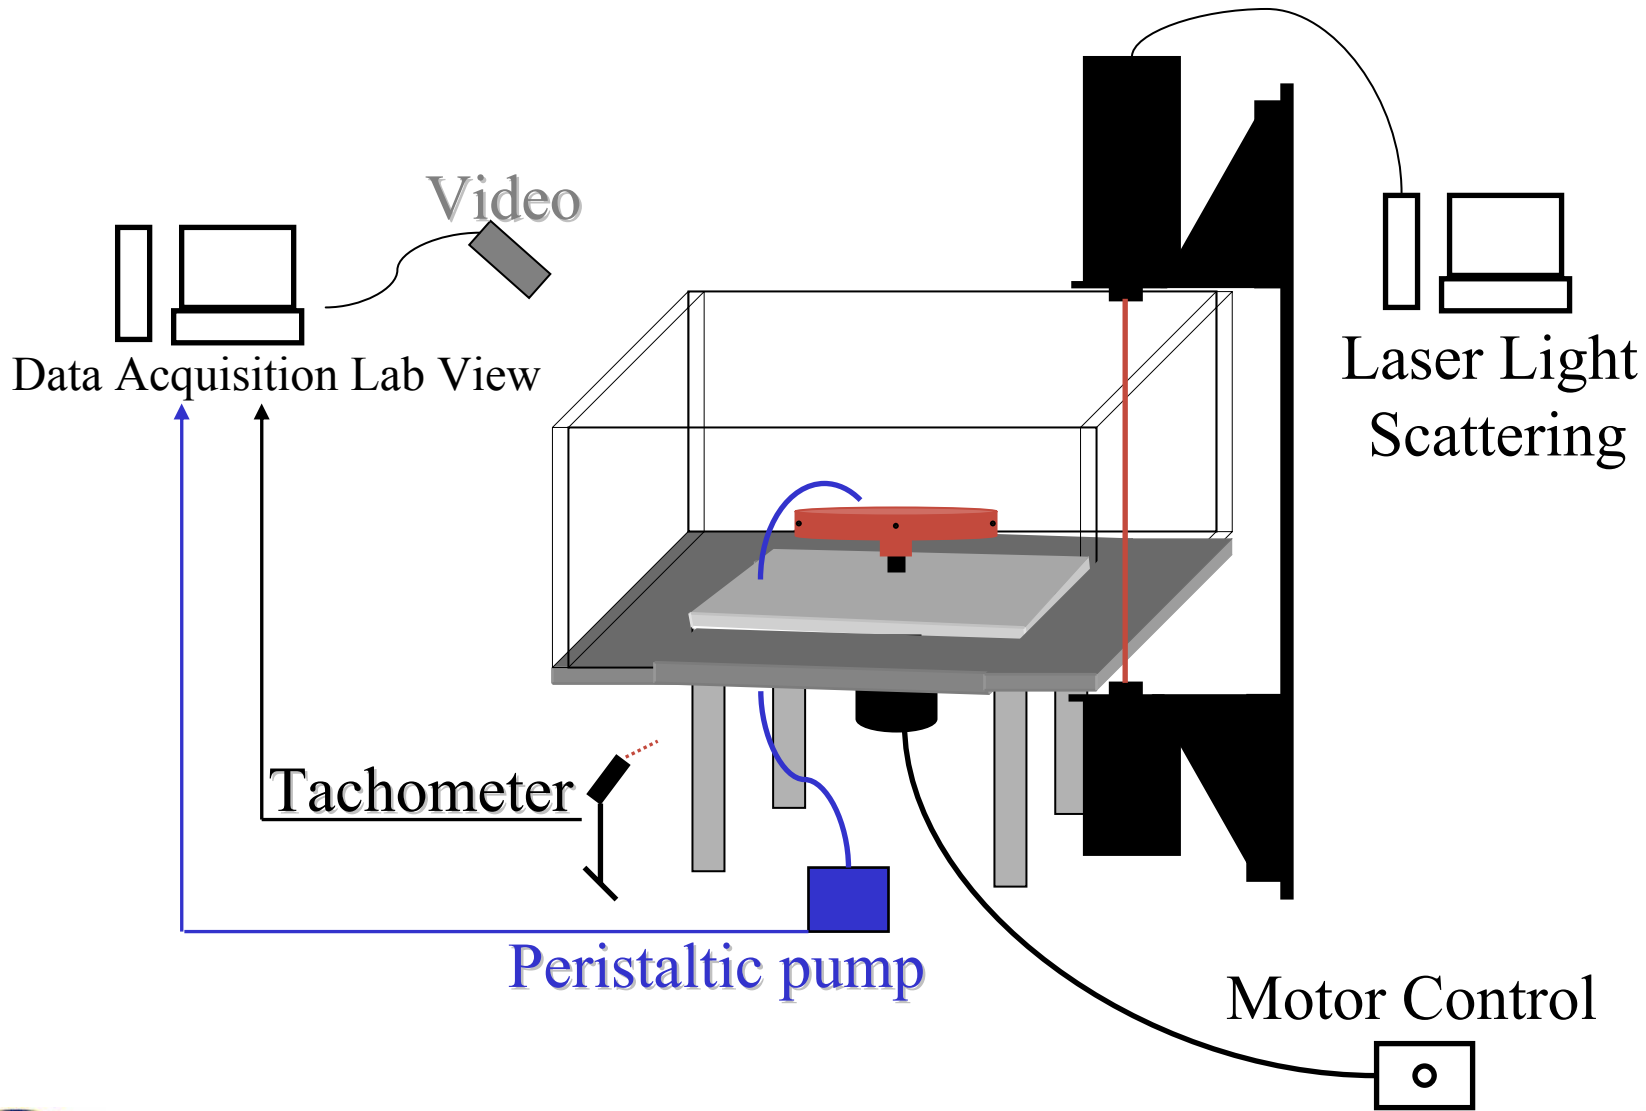 Video
Data Acquisition Lab View
Laser Light
Scattering
Tachometer
Peristaltic pump
Motor Control